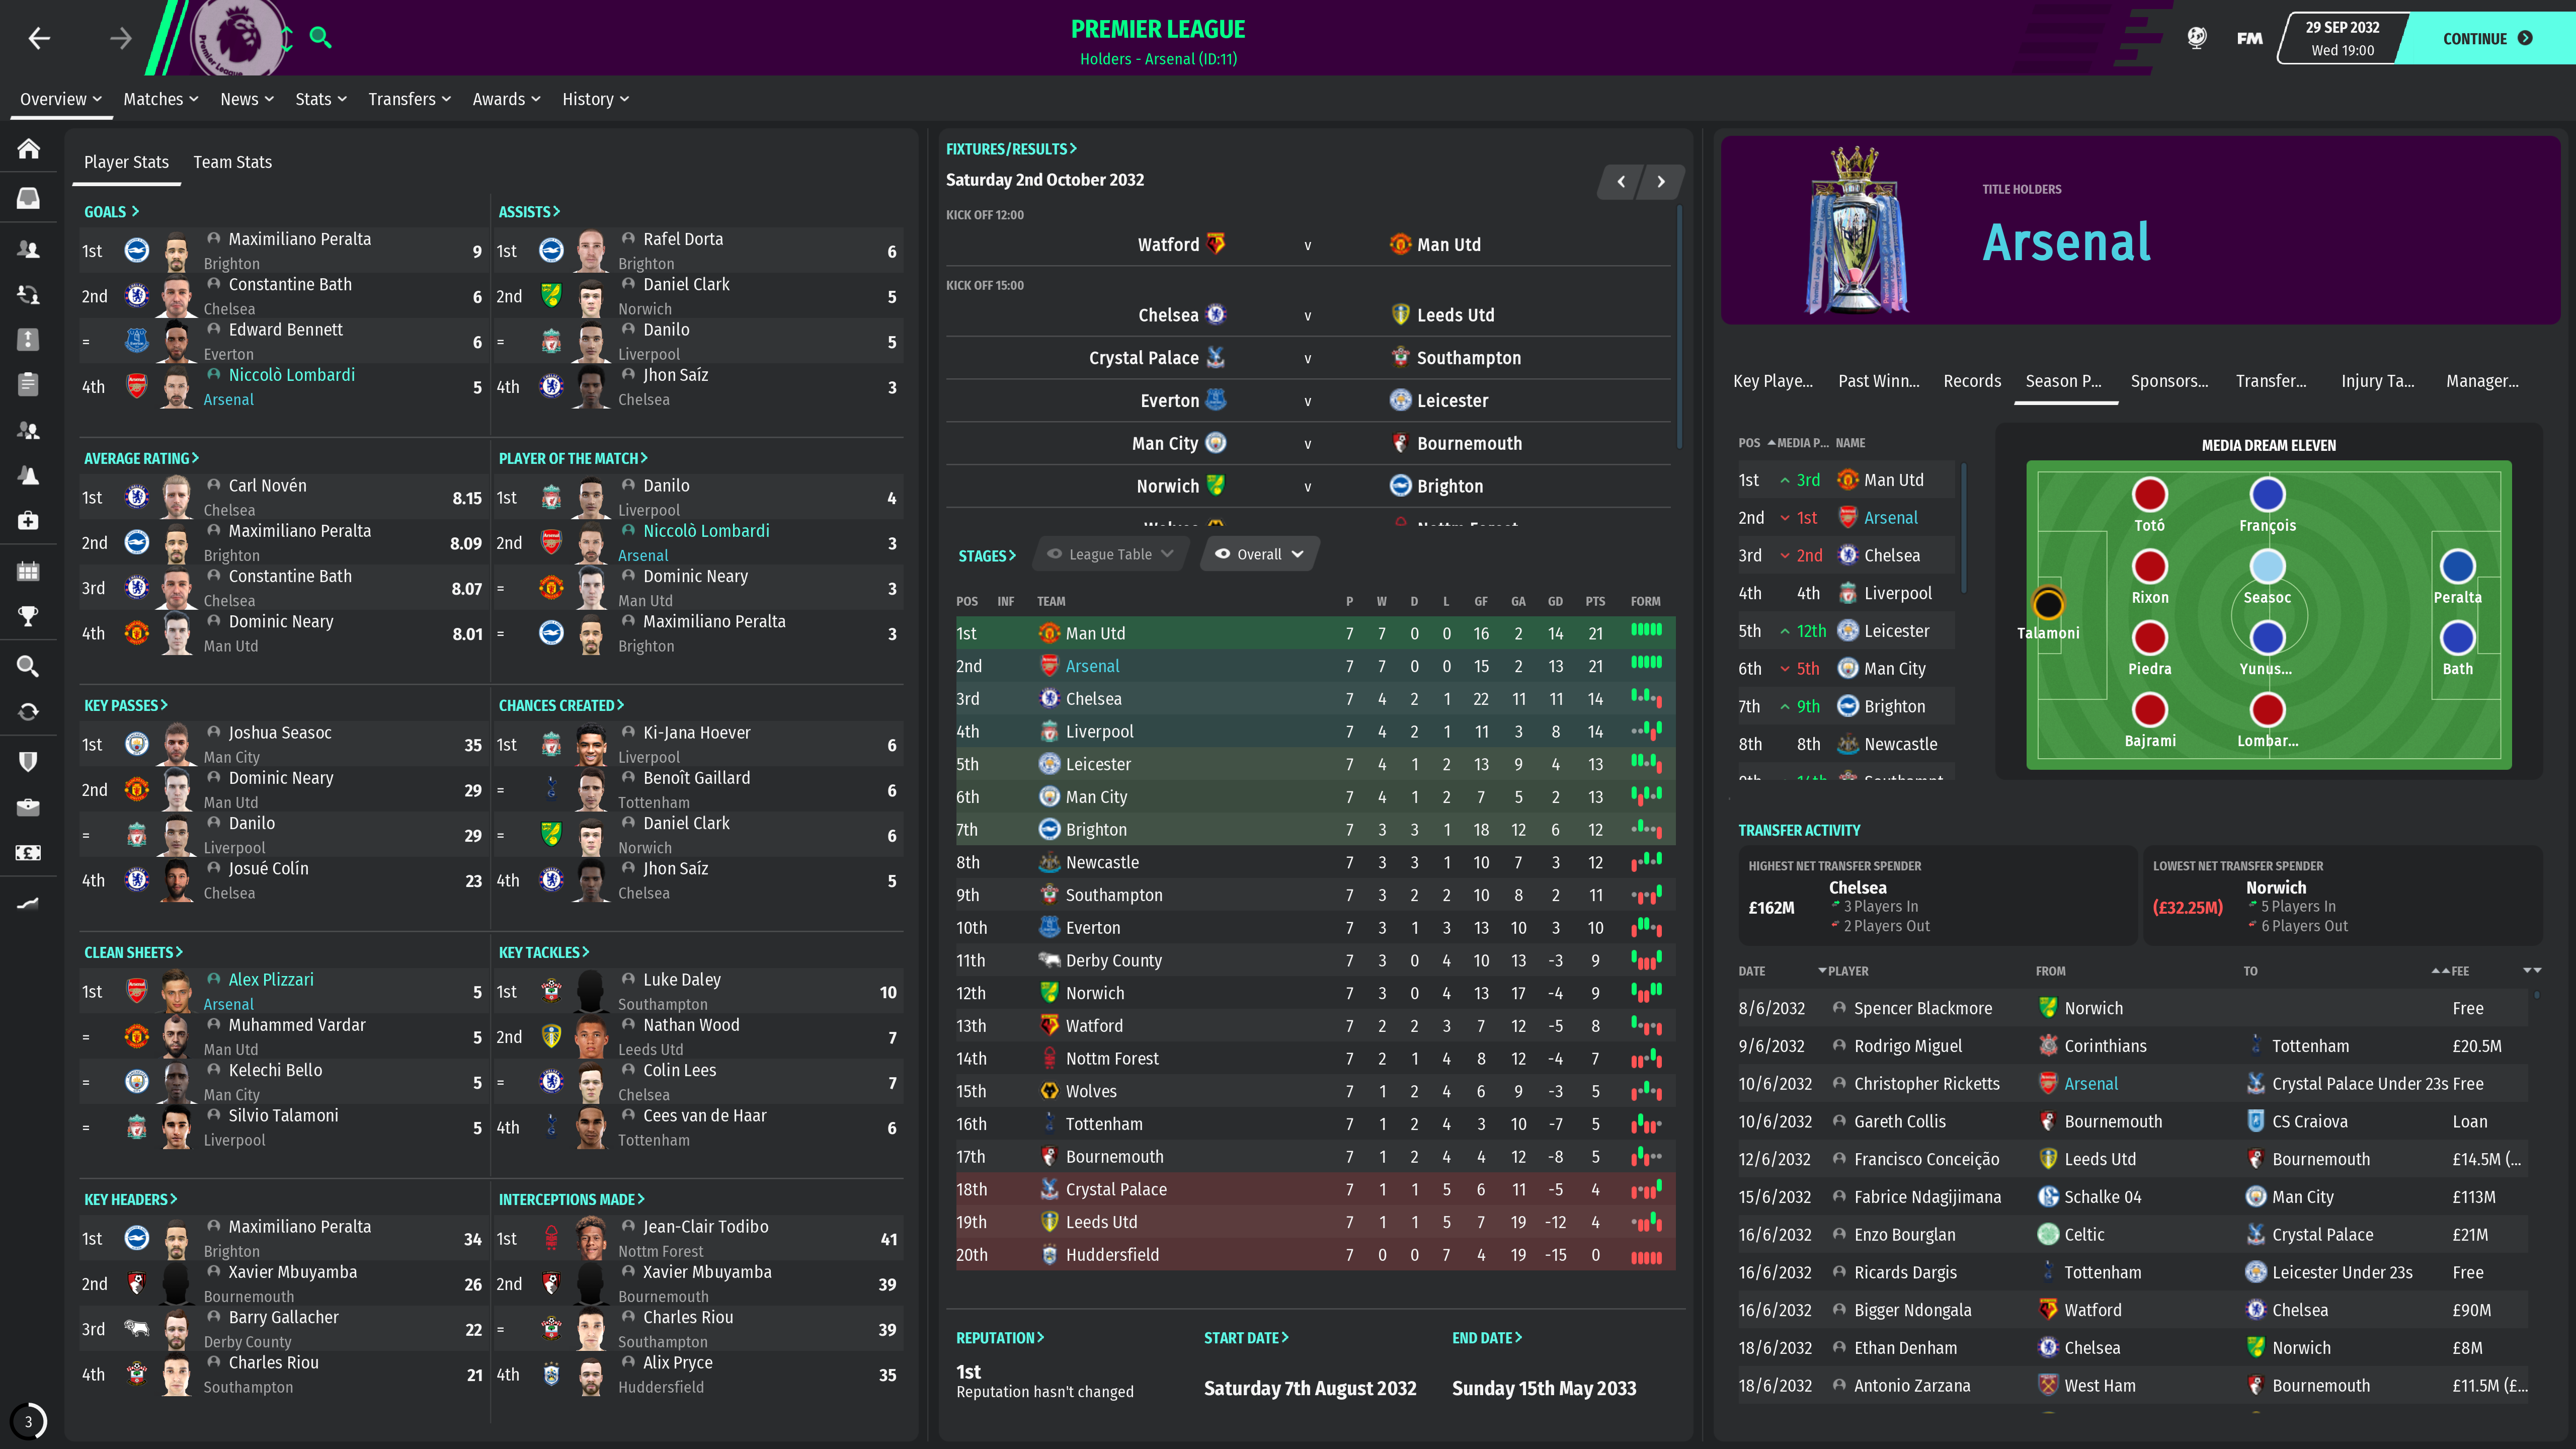 PREMIER LEAGUE
Holders - Arsenal (ID:11)
FM
29 SEP 2032
Wed 19:00
CONTINUE
Overview Matches News Stats Transfers Awards History
Player Stats Team Stats
GOALS
1st Maximiliano Peralta 9
Brighton
2nd Constantine Bath 6
Chelsea
= Edward Bennett 6
Everton
4th Niccolò Lombardi 5
Arsenal
ASSISTS
1st Rafel Dorta 6
Brighton
2nd Daniel Clark 5
Norwich
= Danilo 5
Liverpool
4th Jhon Saíz 3
Chelsea
AVERAGE RATING
1st Carl Novén 8.15
Chelsea
2nd Maximiliano Peralta 8.09
Brighton
3rd Constantine Bath 8.07
Chelsea
4th Dominic Neary 8.01
Man Utd
PLAYER OF THE MATCH
1st Danilo 4
Liverpool
2nd Niccolò Lombardi 3
Arsenal
= Dominic Neary 3
Man Utd
= Maximiliano Peralta 3
Brighton
KEY PASSES
1st Joshua Seasoc 35
Man City
2nd Dominic Neary 29
Man Utd
= Danilo 29
Liverpool
4th Josué Colín 23
Chelsea
CHANCES CREATED
1st Ki-Jana Hoever 6
Liverpool
= Benoît Gaillard 6
Tottenham
= Daniel Clark 6
Norwich
4th Jhon Saíz 5
Chelsea
CLEAN SHEETS
1st Alex Plizzari 5
Arsenal
= Muhammed Vardar 5
Man Utd
= Kelechi Bello 5
Man City
= Silvio Talamoni 5
Liverpool
KEY TACKLES
1st Luke Daley 10
Southampton
2nd Nathan Wood 7
Leeds Utd
= Colin Lees 7
Chelsea
4th Cees van de Haar 6
Tottenham
KEY HEADERS
1st Maximiliano Peralta 34
Brighton
2nd Xavier Mbuyamba 26
Bournemouth
3rd Barry Gallacher 22
Derby County
4th Charles Riou 21
Southampton
INTERCEPTIONS MADE
1st Jean-Clair Todibo 41
Nottm Forest
2nd Xavier Mbuyamba 39
Bournemouth
= Charles Riou 39
Southampton
4th Alix Pryce 35
Huddersfield
3
FIXTURES/RESULTS
Saturday 2nd October 2032
KICK OFF 12:00
Watford v Man Utd
KICK OFF 15:00
Chelsea v Leeds Utd
Crystal Palace v Southampton
Everton v Leicester
Man City v Bournemouth
Norwich v Brighton
Wolves Nottm Forest
STAGES League Table Overall
POS INF TEAM P W D L GF GA GD PTS FORM
1st Man Utd 7 7 0 0 16 2 14 21
2nd Arsenal 7 7 0 0 15 2 13 21
3rd Chelsea 7 4 2 1 22 11 11 14
4th Liverpool 7 4 2 1 11 3 8 14
5th Leicester 7 4 1 2 13 9 4 13
6th Man City 7 4 1 2 7 5 2 13
7th Brighton 7 3 3 1 18 12 6 12
8th Newcastle 7 3 3 1 10 7 3 12
9th Southampton 7 3 2 2 10 8 2 11
10th Everton 7 3 1 3 13 10 3 10
11th Derby County 7 3 0 4 10 13 -3 9
12th Norwich 7 3 0 4 13 17 -4 9
13th Watford 7 2 2 3 7 12 -5 8
14th Nottm Forest 7 2 1 4 8 12 -4 7
15th Wolves 7 1 2 4 6 9 -3 5
16th Tottenham 7 1 2 4 3 10 -7 5
17th Bournemouth 7 1 2 4 4 12 -8 5
18th Crystal Palace 7 1 1 5 6 11 -5 4
19th Leeds Utd 7 1 1 5 7 19 -12 4
20th Huddersfield 7 0 0 7 4 19 -15 0
REPUTATION
1st
Reputation hasn't changed
START DATE
Saturday 7th August 2032
END DATE
Sunday 15th May 2033
TITLE HOLDERS
Arsenal
Key Playe... Past Winn... Records Season P... Sponsors... Transfer... Injury Ta... Manager...
POS MEDIA P... NAME
1st 3rd Man Utd
2nd 1st Arsenal
3rd 2nd Chelsea
4th 4th Liverpool
5th 12th Leicester
6th 5th Man City
7th 9th Brighton
8th 8th Newcastle
9th 14th Southampt
MEDIA DREAM ELEVEN
Totó François
Rixon Seasoc Peralta
Talamoni
Piedra Yunus... Bath
Bajrami Lombar...
TRANSFER ACTIVITY
HIGHEST NET TRANSFER SPENDER
Chelsea
£162M
3 Players In
2 Players Out
LOWEST NET TRANSFER SPENDER
Norwich
(£32.25M)
5 Players In
6 Players Out
DATE PLAYER FROM TO FEE
8/6/2032 Spencer Blackmore Norwich Free
9/6/2032 Rodrigo Miguel Corinthians Tottenham £20.5M
10/6/2032 Christopher Ricketts Arsenal Crystal Palace Under 23s Free
10/6/2032 Gareth Collis Bournemouth CS Craiova Loan
12/6/2032 Francisco Conceição Leeds Utd Bournemouth £14.5M (...
15/6/2032 Fabrice Ndagijimana Schalke 04 Man City £113M
16/6/2032 Enzo Bourglan Celtic Crystal Palace £21M
16/6/2032 Ricards Dargis Tottenham Leicester Under 23s Free
16/6/2032 Bigger Ndongala Watford Chelsea £90M
18/6/2032 Ethan Denham Chelsea Norwich £8M
18/6/2032 Antonio Zarzana West Ham Bournemouth £11.5M (£...